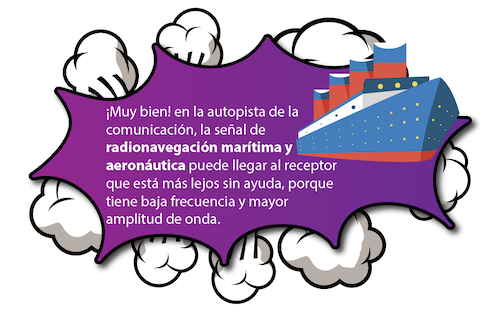 ¡Muy bien! en la autopista de la
comunicación, la señal de
radionavegación marítima y
aeronáutica puede llegar al receptor
que está más lejos sin ayuda, porque
tiene baja frecuencia y mayor
amplitud de onda.